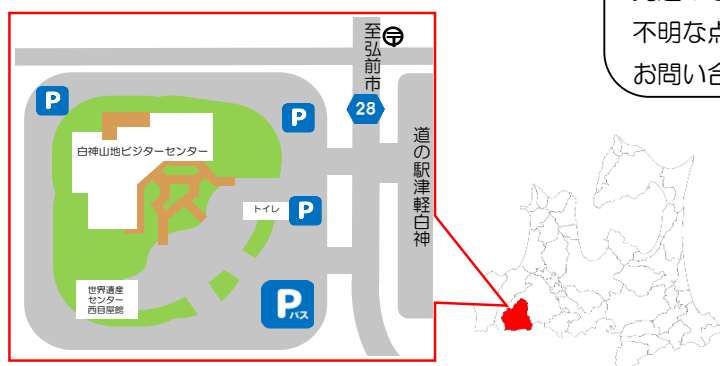 不明な点
お問い合
至弘前市
〶
P
P
28
白神山地ビジターセンター
道の駅津軽白神
トイレ
P
世界遺産
センター
西目屋館
P
バス